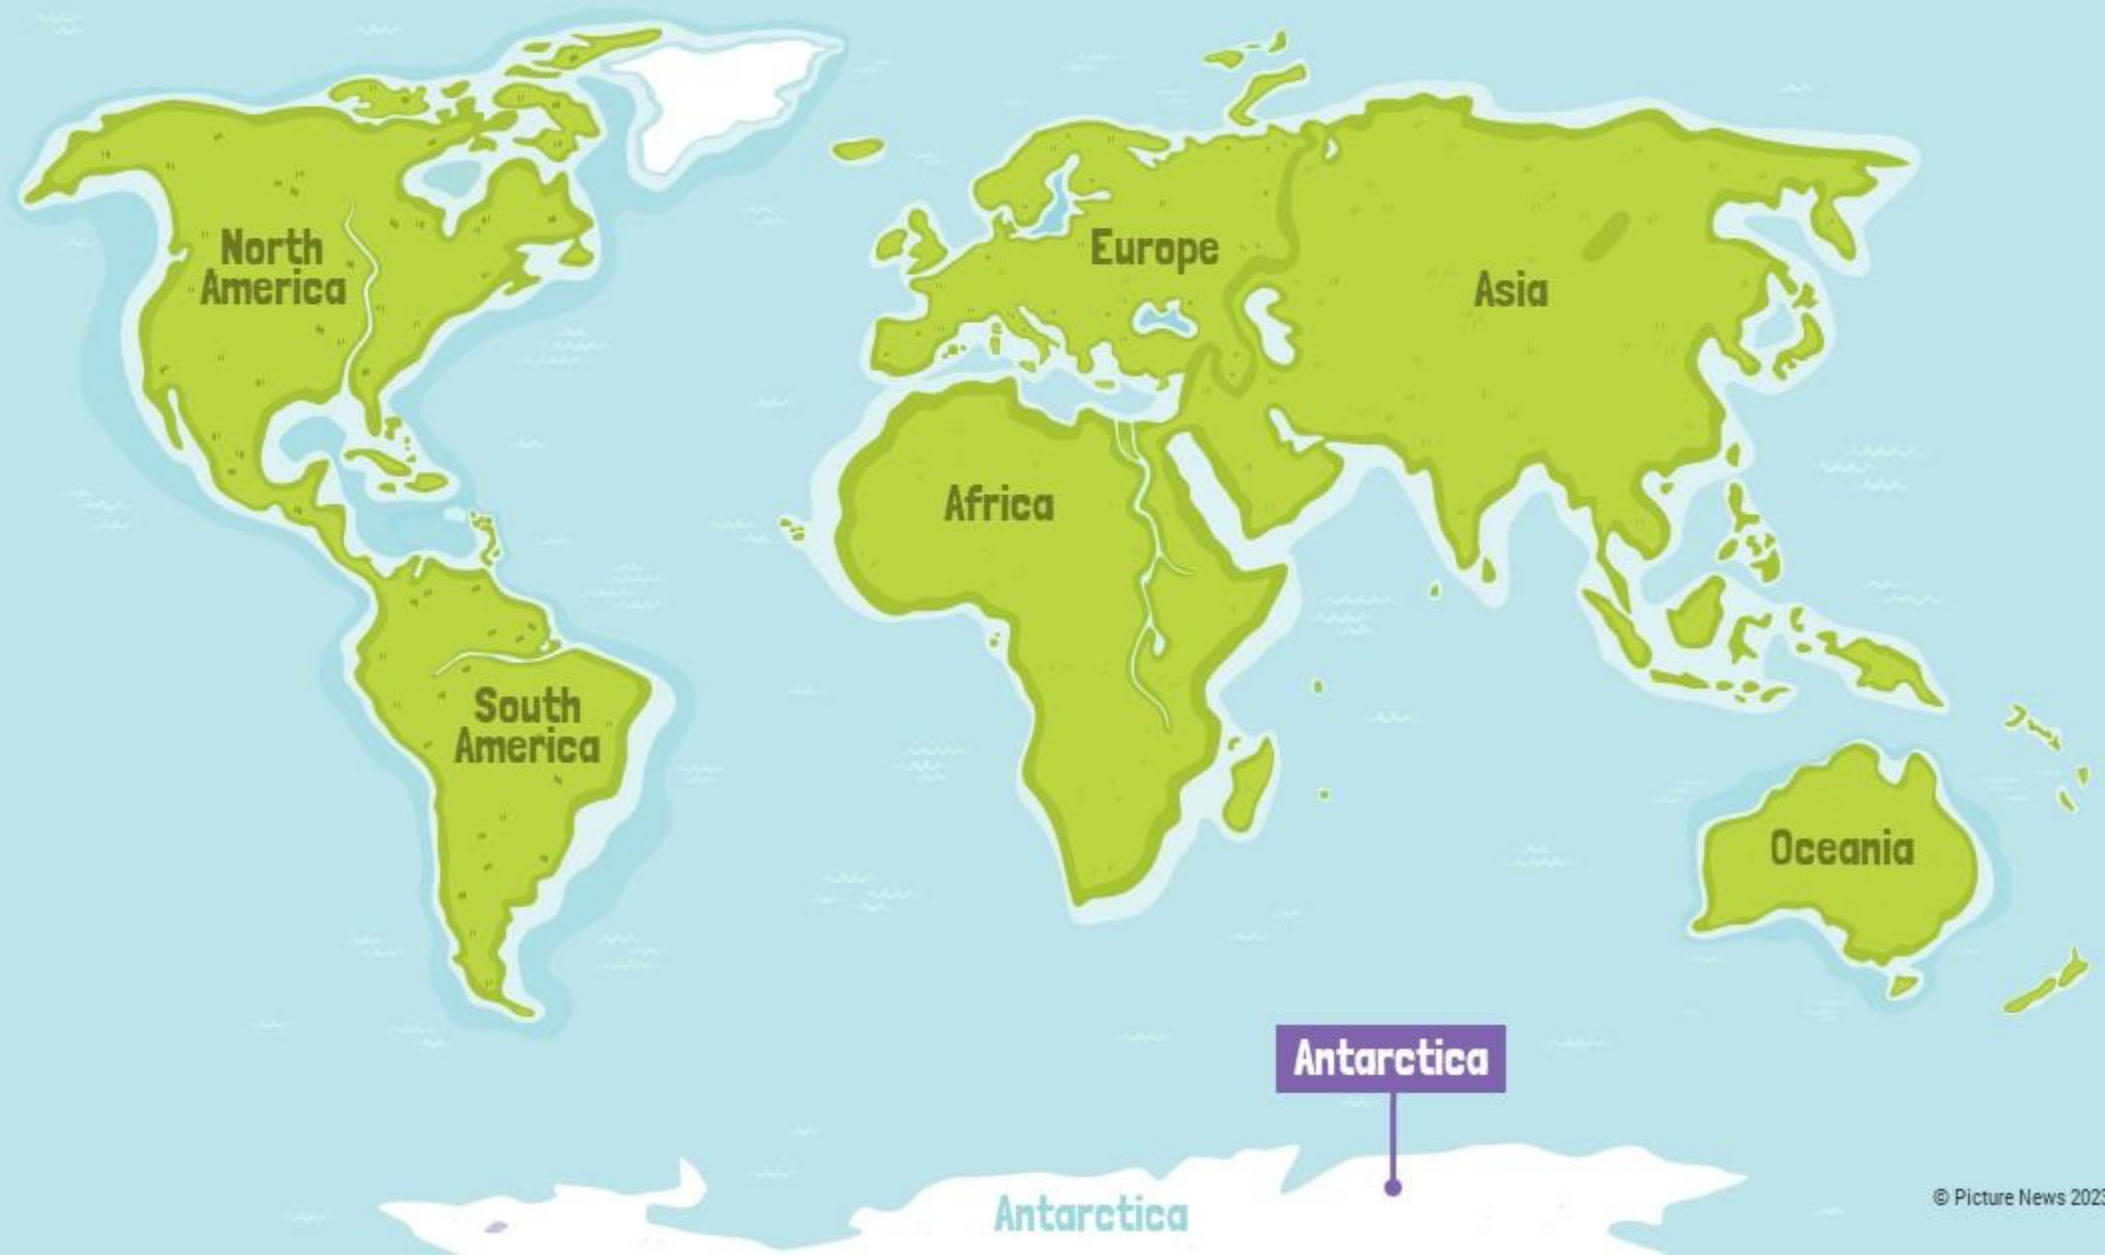 North
America
Europe
Asia
Africa
South
America
Oceania
Antarctica
© Picture News 2023
Antarctica